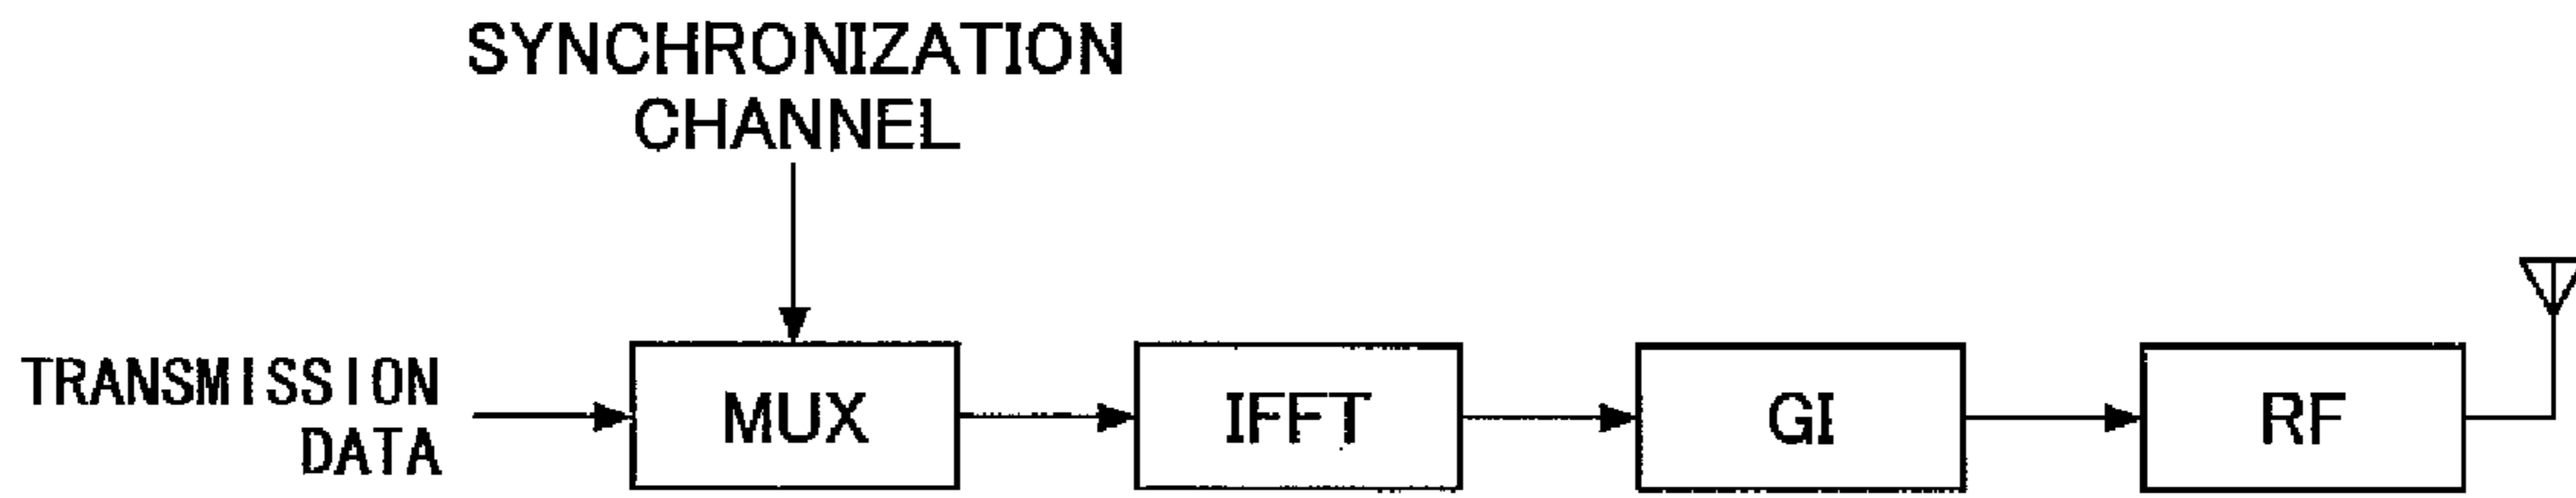 SYNCHRONIZATION
CHANNEL
TRANSMISSION
DATA
MUX
IFFT
GI
RF